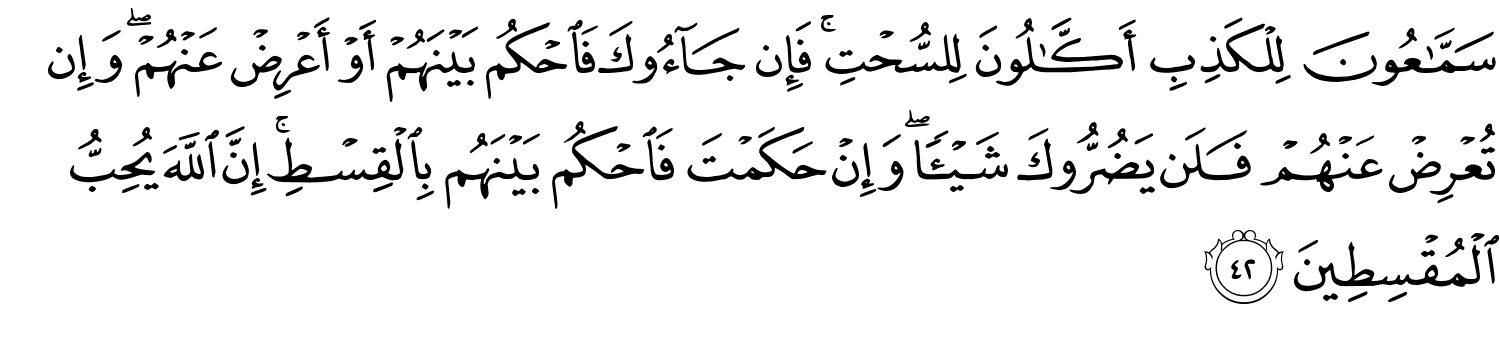 سَمَّـٰعُونَ لِلْكَذِبِ أَكَّـٰلُونَ لِلسُّحْتِ ۚ فَإِن جَآءُوكَ فَٱحْكُم بَيْنَهُمْ أَوْ أَعْرِضْ عَنْهُمْ ۖ وَإِن
تُعْرِضْ عَنْهُمْ فَلَن يَضُرُّوكَ شَيْـًٔا ۖ وَإِنْ حَكَمْتَ فَٱحْكُم بَيْنَهُم بِٱلْقِسْطِ ۚ إِنَّ ٱللَّهَ يُحِبُّ
ٱلْمُقْسِطِينَ ٤٢